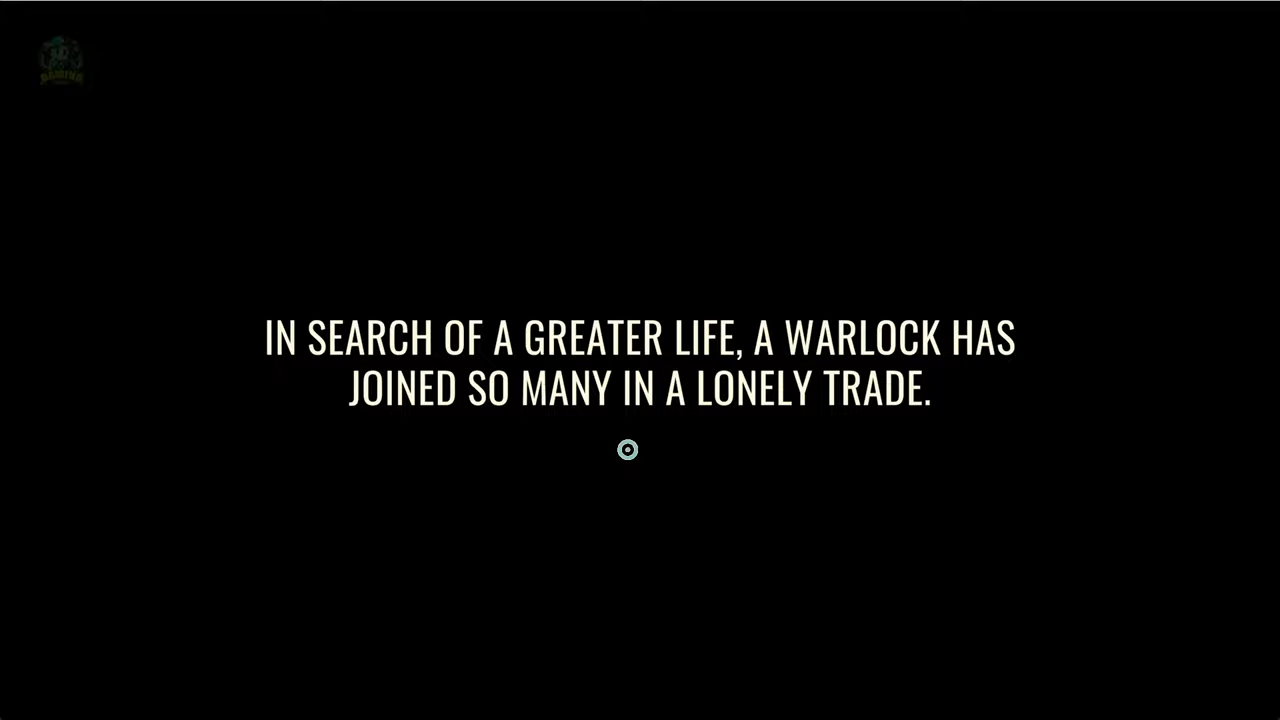 IN SEARCH OF A GREATER LIFE, A WARLOCK HAS
JOINED SO MANY IN A LONELY TRADE.